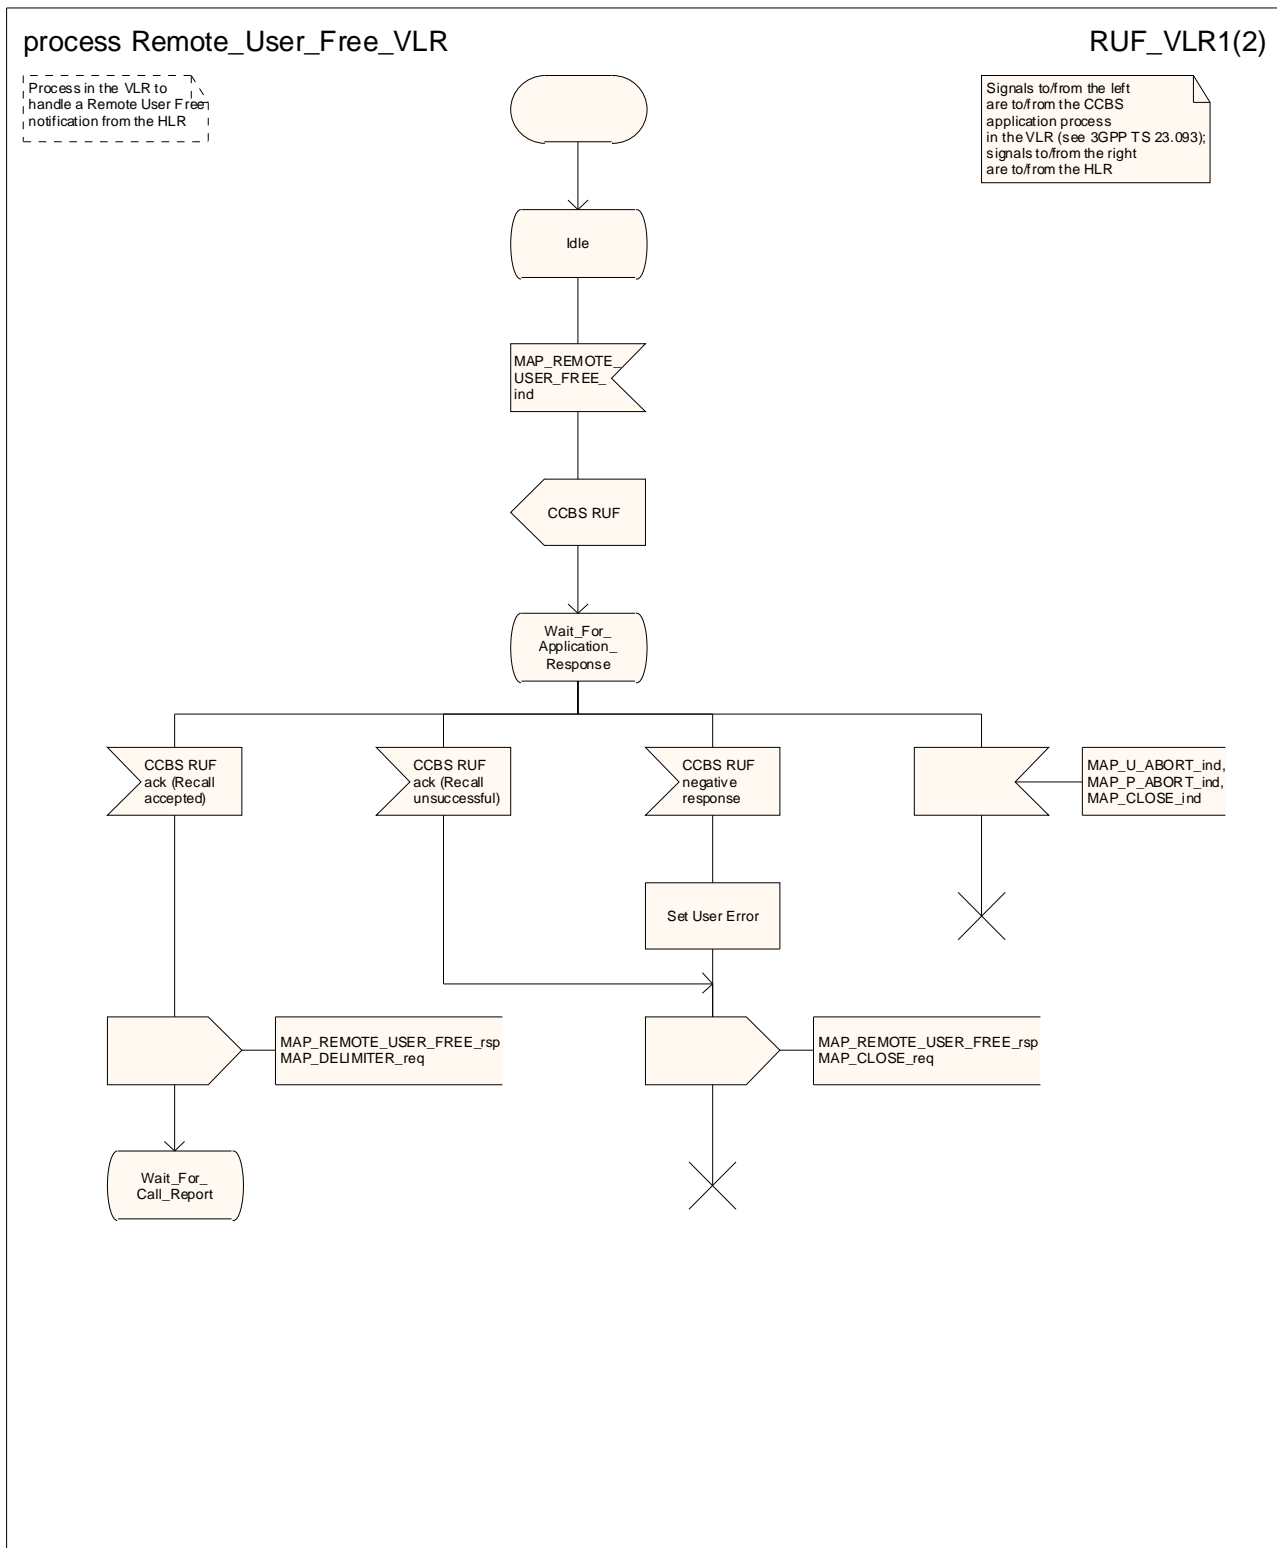 process Remote_User_Free_VLR
RUF_VLR1(2)
Process in the VLR to
handle a Remote User Free
notification from the HLR
Signals to/from the left
are to/from the CCBS
application process
in the VLR (see 3GPP TS 23.093);
signals to/from the right
are to/from the HLR
Idle
MAP_REMOTE_
USER_FREE_
ind
CCBS RUF
Wait_For_
Application_
Response
CCBS RUF
ack (Recall
accepted)
CCBS RUF
ack (Recall
unsuccessful)
CCBS RUF
negative
response
MAP_U_ABORT_ind,
MAP_P_ABORT_ind,
MAP_CLOSE_ind
Set User Error
MAP_REMOTE_USER_FREE_rsp
MAP_DELIMITER_req
MAP_REMOTE_USER_FREE_rsp
MAP_CLOSE_req
Wait_For_
Call_Report